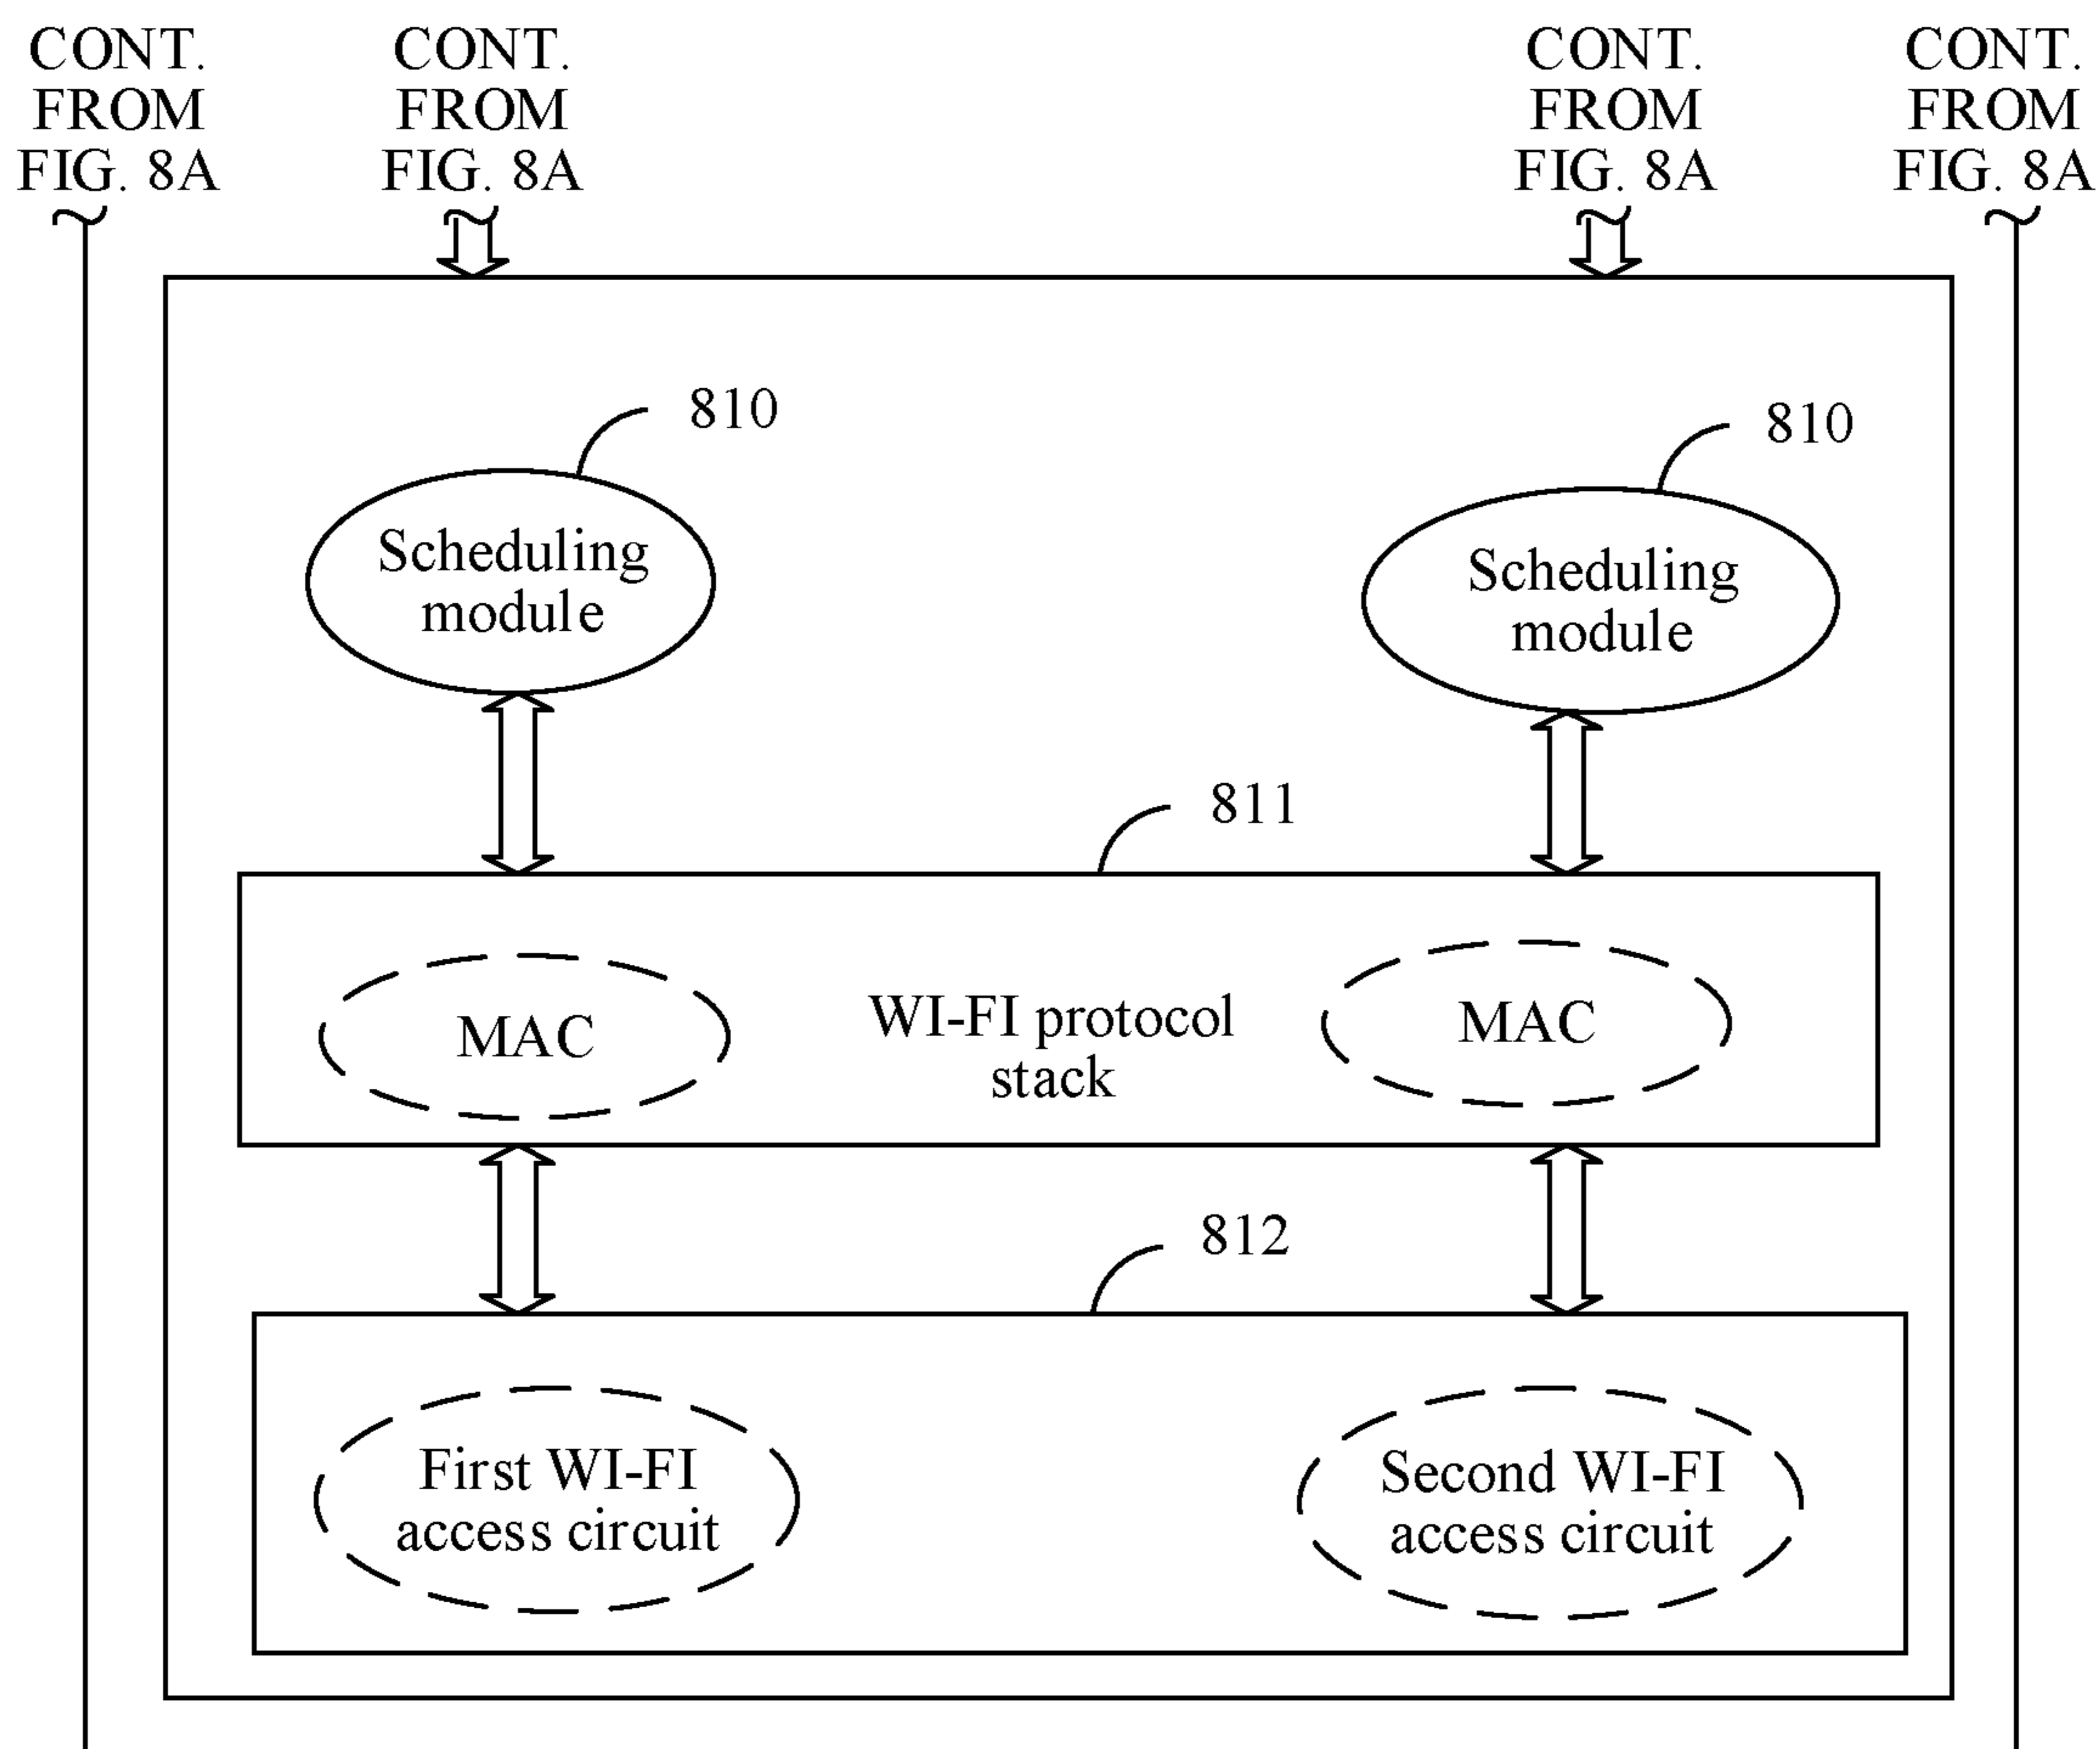 CONT.
FROM
FIG. 8A
CONT.
FROM
FIG. 8A
CONT.
FROM
FIG. 8A
CONT.
FROM
FIG. 8A
810
Scheduling
module
810
Scheduling
module
811
MAC
WI-FI protocol
stack
MAC
812
First WI-FI
access circuit
Second WI-FI
access circuit